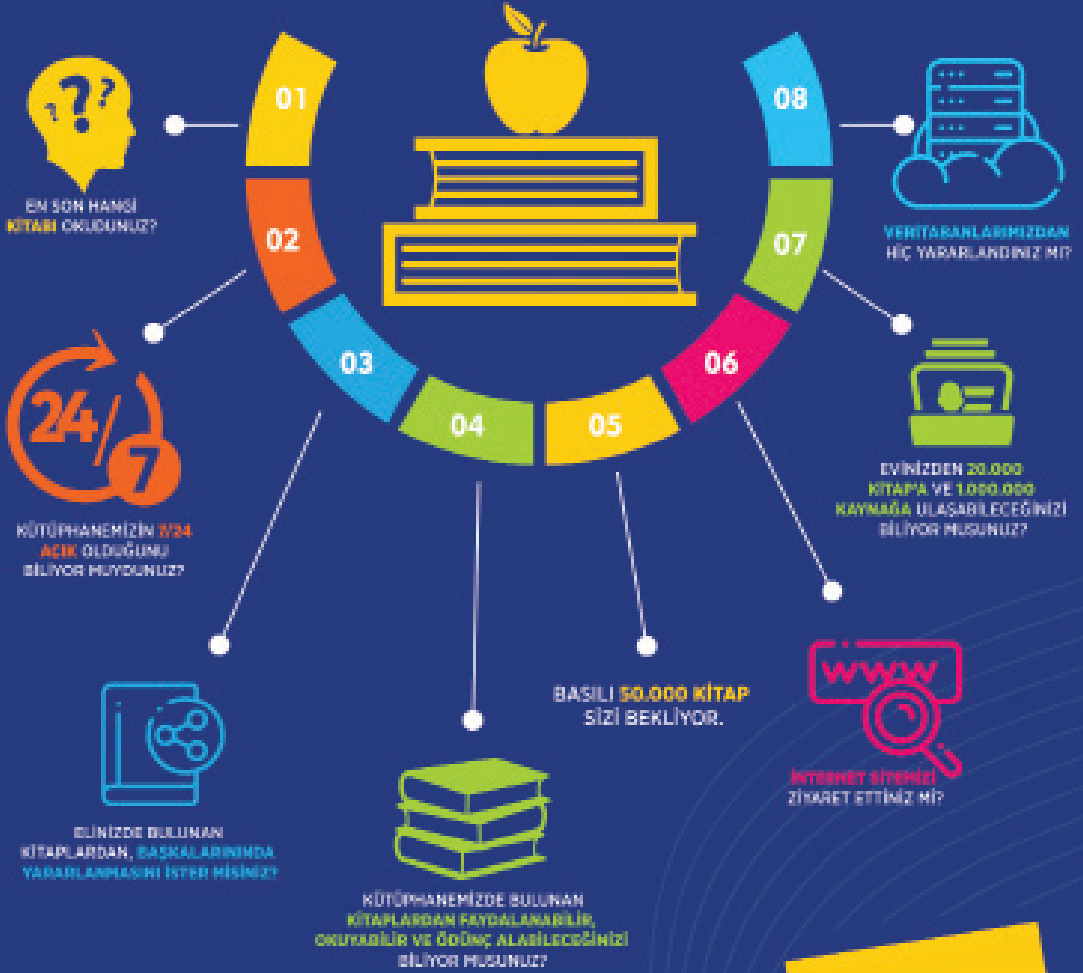 01
EN SON HANGİ
KİTABI OKUDUNUZ?
02
24/7
KÜTÜPHANEMİZİN 7/24
AÇIK OLDUĞUNU
BİLİYOR MUYDUNUZ?
03
ELİNİZDE BULUNAN
KİTAPLARDAN, BAŞKALARININDA
YARARLANMASINI İSTER MİSİNİZ?
04
KÜTÜPHANEMİZDE BULUNAN
KİTAPLARDAN FAYDALANABİLİR,
OKUYABİLİR VE ÖDÜNÇ ALABİLECEĞİNİZİ
BİLİYOR MUSUNUZ?
05
BASILI 50.000 KİTAP
SİZİ BEKLİYOR.
06
www
İNTERNET SİTEMİZİ
ZİYARET ETTİNİZ Mİ?
07
EVİNİZDEN 20.000
KİTAP'A VE 1.000.000
KAYNAĞA ULAŞABİLECEĞİNİZİ
BİLİYOR MUSUNUZ?
08
VERİTABANLARIMIZDAN
HİÇ YARARLANDINIZ MI?